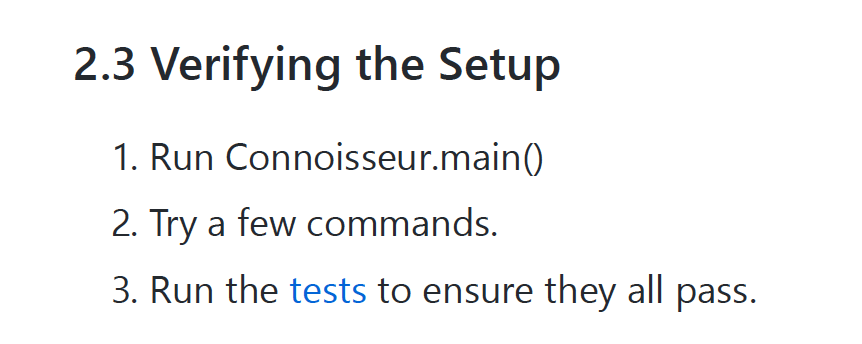 2.3 Verifying the Setup
1. Run Connoisseur.main()
2. Try a few commands.
3. Run the tests to ensure they all pass.